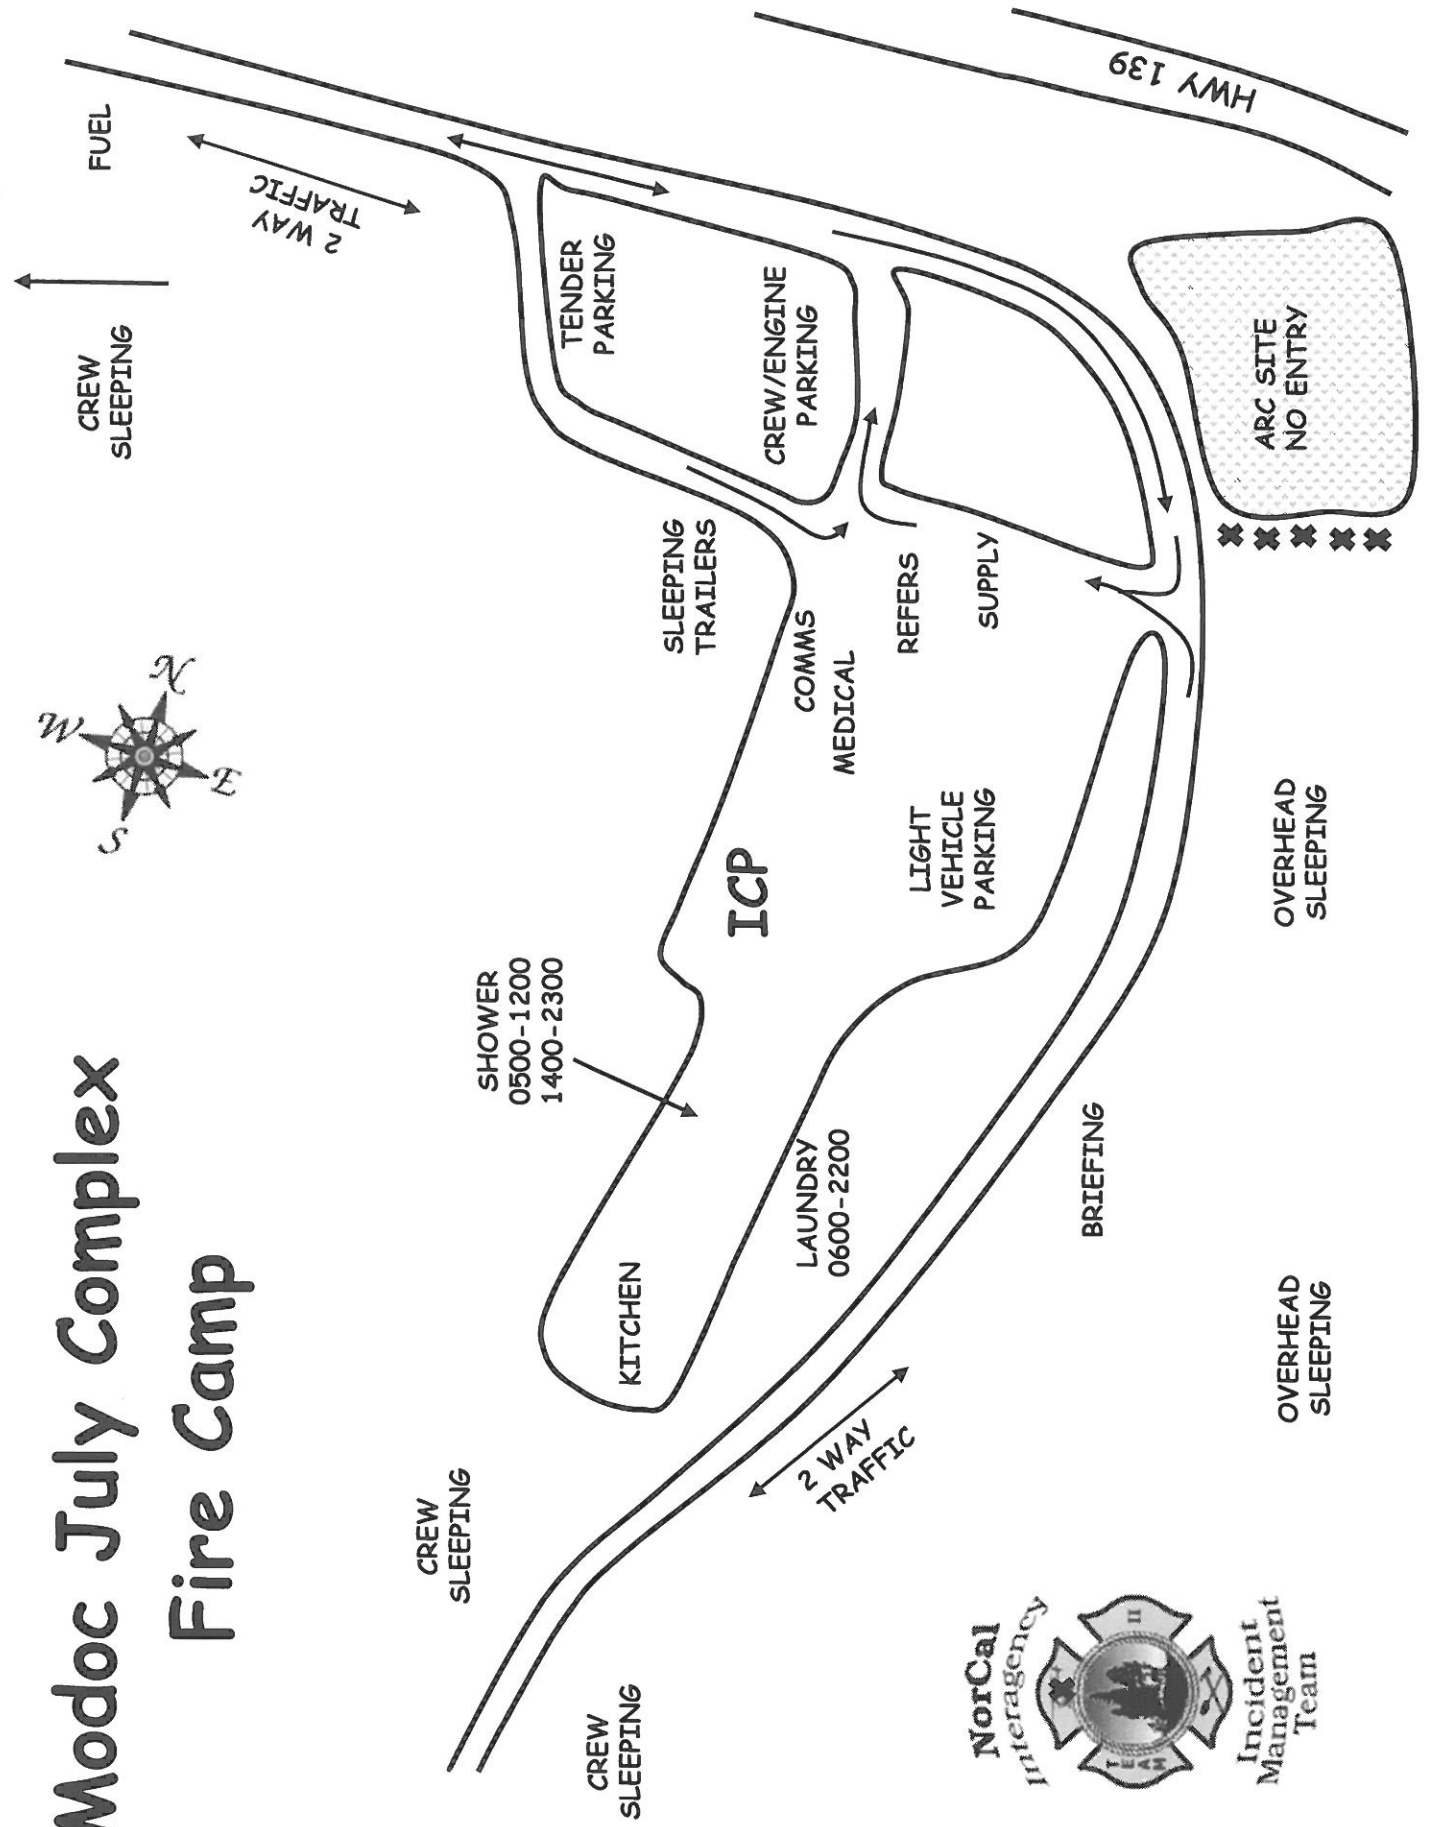 Modoc July Complex
Fire Camp
S
W
N
E
CREW
SLEEPING
FUEL
2 WAY
TRAFFIC
HWY 139
TENDER
PARKING
CREW/ENGINE
PARKING
SLEEPING
TRAILERS
COMMS
MEDICAL
REFERS
SUPPLY
ARC SITE
NO ENTRY
ICP
LIGHT
VEHICLE
PARKING
SHOWER
0500-1200
1400-2300
KITCHEN
LAUNDRY
0600-2200
BRIEFING
OVERHEAD
SLEEPING
OVERHEAD
SLEEPING
2 WAY
TRAFFIC
CREW
SLEEPING
CREW
SLEEPING
NorCal
Interagency
TEAM
II
Incident
Management
Team